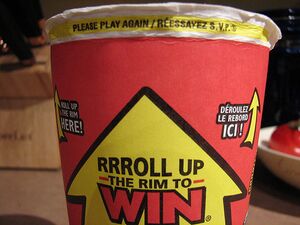 PLEASE PLAY AGAIN / RÉESSAYEZ S.V.P.
ROLL UP
THE RIM
HERE!
DÉROULEZ
LE REBORD
ICI!
RRROLL UP
THE RIM TO
WIN®